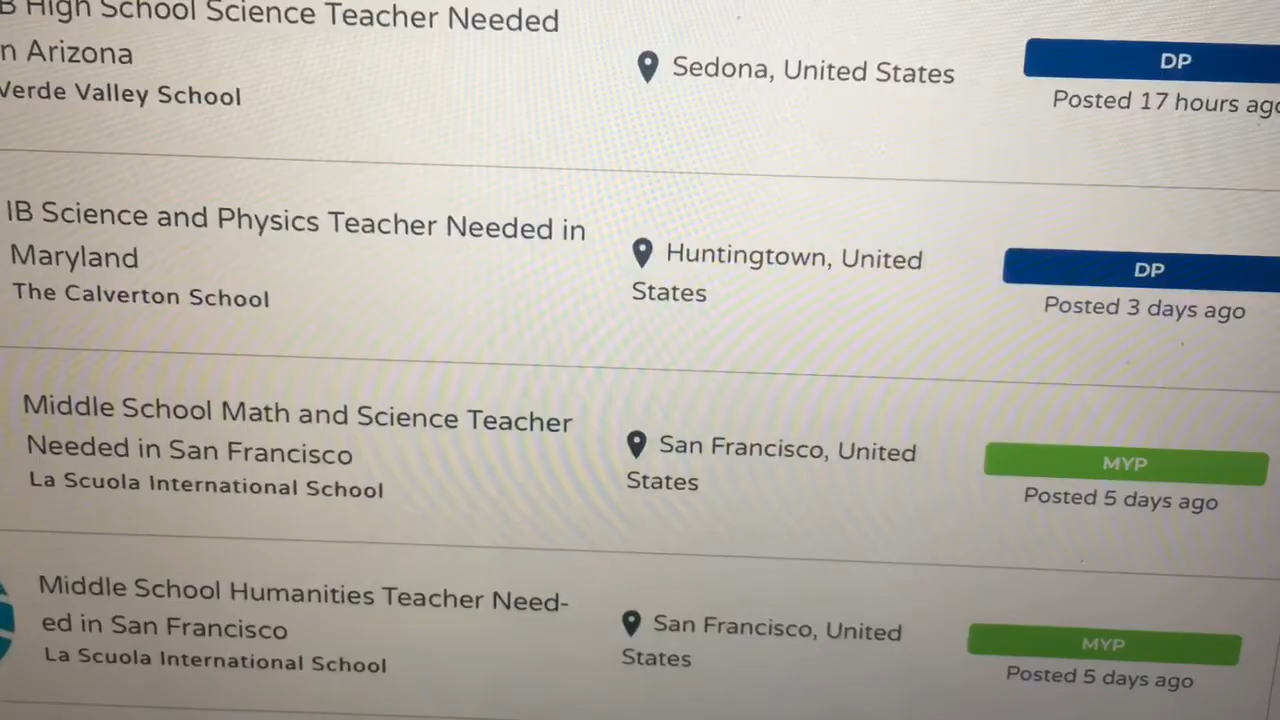 B High School Science Teacher Needed
n Arizona
Verde Valley School
Sedona, United States
DP
Posted 17 hours ago
IB Science and Physics Teacher Needed in
Maryland
The Calverton School
Huntingtown, United
States
DP
Posted 3 days ago
Middle School Math and Science Teacher
Needed in San Francisco
La Scuola International School
San Francisco, United
States
MYP
Posted 5 days ago
Middle School Humanities Teacher Need-
ed in San Francisco
La Scuola International School
San Francisco, United
States
MYP
Posted 5 days ago